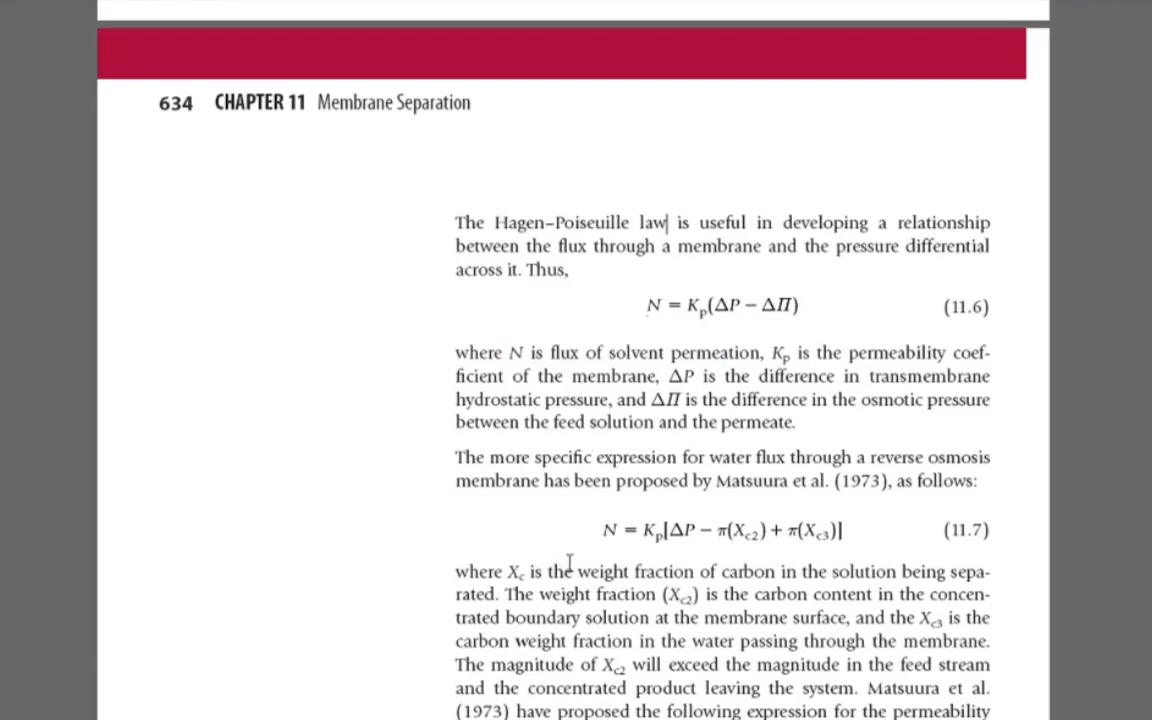 634 CHAPTER 11 Membrane Separation
The Hagen–Poiseuille law is useful in developing a relationship
between the flux through a membrane and the pressure differential
across it. Thus,
N = Kp(ΔP − ΔΠ) (11.6)
where N is flux of solvent permeation, Kp is the permeability coef-
ficient of the membrane, ΔP is the difference in transmembrane
hydrostatic pressure, and ΔΠ is the difference in the osmotic pressure
between the feed solution and the permeate.
The more specific expression for water flux through a reverse osmosis
membrane has been proposed by Matsuura et al. (1973), as follows:
N = Kp[ΔP − π(Xc2) + π(Xc3)] (11.7)
where Xc is the weight fraction of carbon in the solution being sepa-
rated. The weight fraction (Xc2) is the carbon content in the concen-
trated boundary solution at the membrane surface, and the Xc3 is the
carbon weight fraction in the water passing through the membrane.
The magnitude of Xc2 will exceed the magnitude in the feed stream
and the concentrated product leaving the system. Matsuura et al.
(1973) have proposed the following expression for the permeability